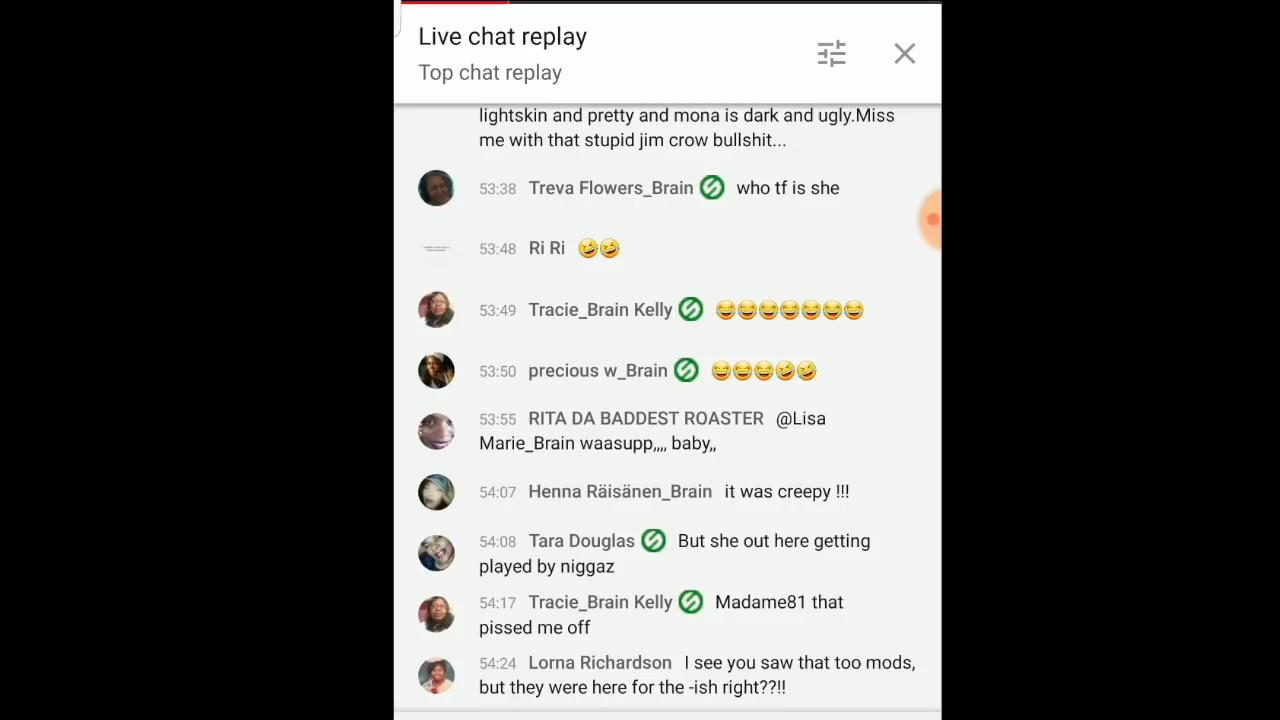 Live chat replay
Top chat replay
lightskin and pretty and mona is dark and ugly.Miss
me with that stupid jim crow bullshit...
53:38 Treva Flowers_Brain who tf is she
53:48 Ri Ri 🤣🤣
53:49 Tracie_Brain Kelly 😂😂😂😂😂😂😂
53:50 precious w_Brain 😂😂😂🤣🤣
53:55 RITA DA BADDEST ROASTER @Lisa
Marie_Brain waasupp,,,, baby,,
54:07 Henna Räisänen_Brain it was creepy !!!
54:08 Tara Douglas But she out here getting
played by niggaz
54:17 Tracie_Brain Kelly Madame81 that
pissed me off
54:24 Lorna Richardson I see you saw that too mods,
but they were here for the -ish right??!!